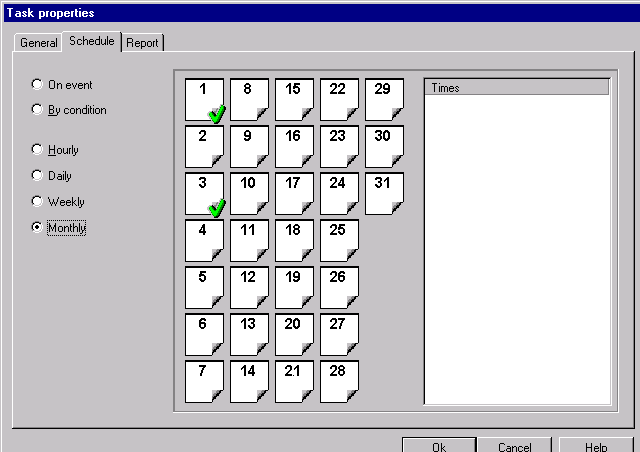 Task properties
General Schedule Report
On event
By condition
Hourly
Daily
Weekly
Monthly
1 8 15 22 29
2 9 16 23 30
3 10 17 24 31
4 11 18 25
5 12 19 26
6 13 20 27
7 14 21 28
Times
Ok Cancel Help